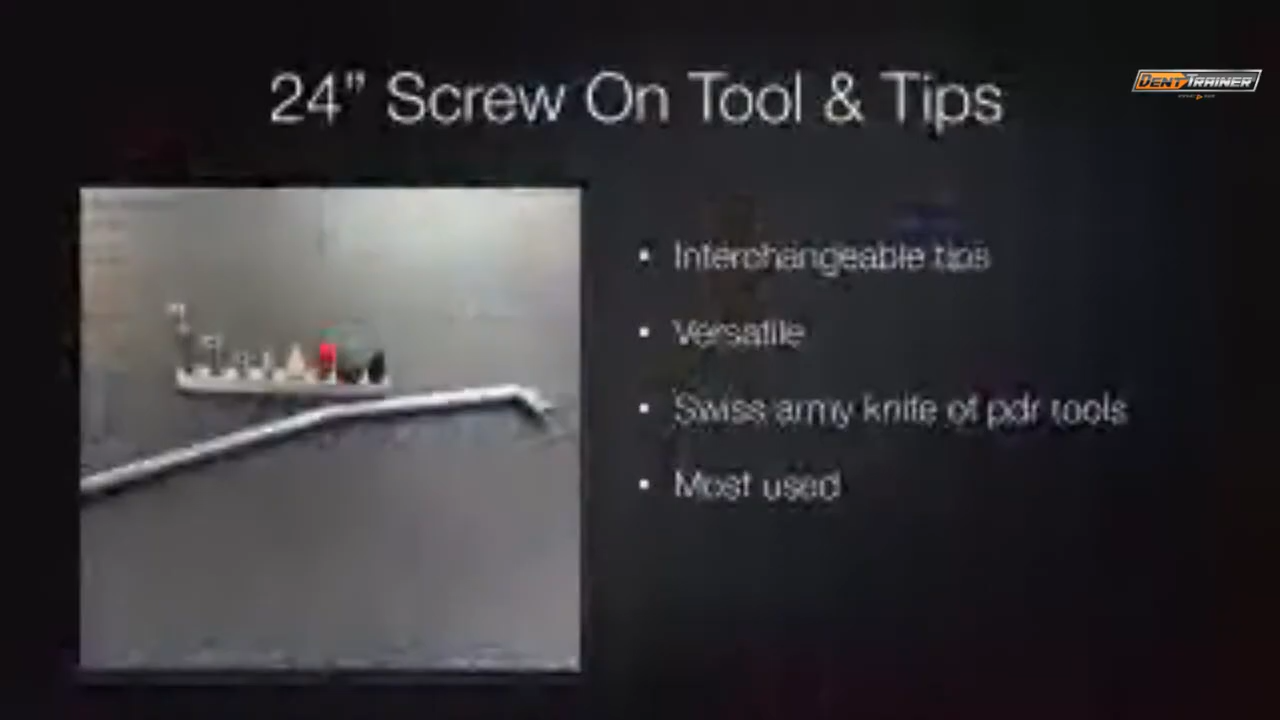 DENT TRAINER
24” Screw On Tool & Tips
• Interchangeable tips
• Versatile
• Swiss army knife of pdr tools
• Most used